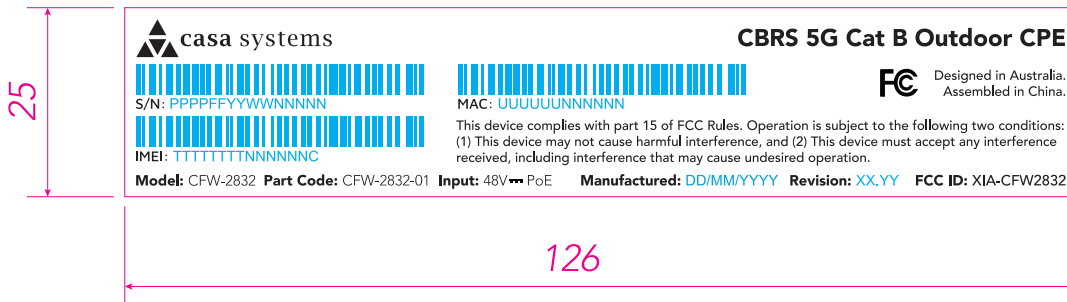 casa systems
CBRS 5G Cat B Outdoor CPE
S/N: PPPPFFYYWWNNNNN
MAC: UUUUUUNNNNNN
FC
Designed in Australia.
Assembled in China.
IMEI: TTTTTTTTNNNNNNC
This device complies with part 15 of FCC Rules. Operation is subject to the following two conditions:
(1) This device may not cause harmful interference, and (2) This device must accept any interference
received, including interference that may cause undesired operation.
Model: CFW-2832 Part Code: CFW-2832-01 Input: 48V⎓ PoE Manufactured: DD/MM/YYYY Revision: XX.YY FCC ID: XIA-CFW2832
25
126